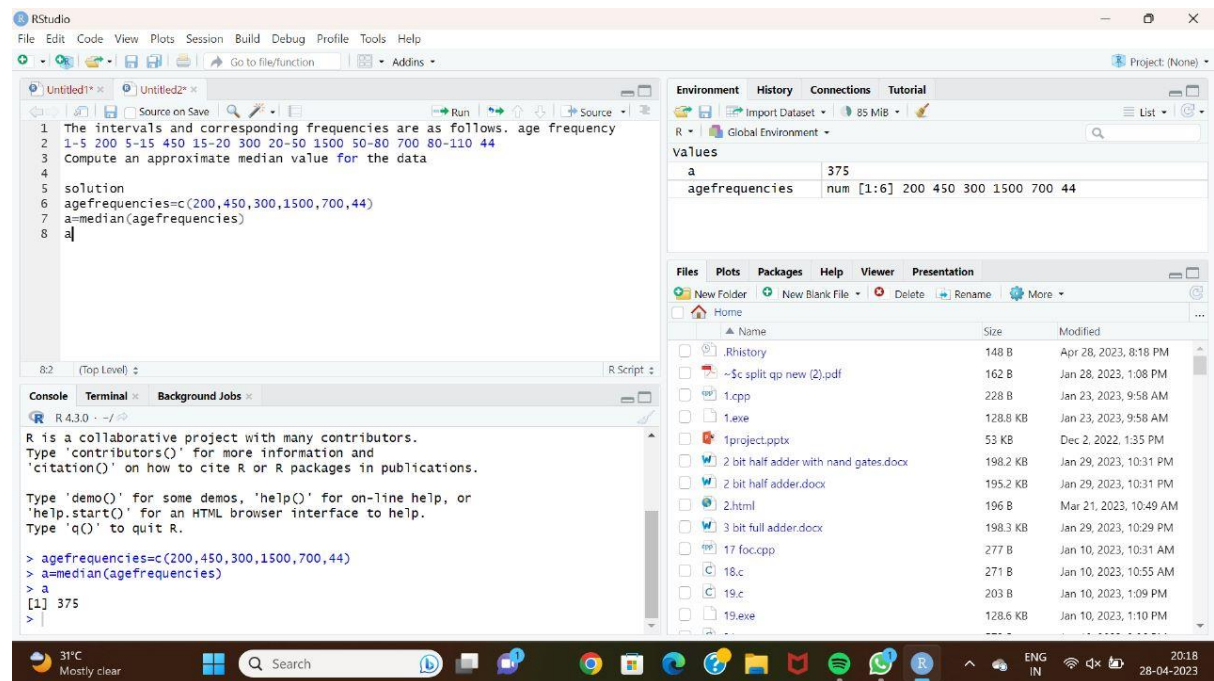 RStudio
File Edit Code View Plots Session Build Debug Profile Tools Help
Go to file/function Addins
Project: (None)
Untitled1* Untitled2*
Source on Save Run Source
1 The intervals and corresponding frequencies are as follows. age frequency
2 1-5 200 5-15 450 15-20 300 20-50 1500 50-80 700 80-110 44
3 Compute an approximate median value for the data
4
5 solution
6 agefrequencies=c(200,450,300,1500,700,44)
7 a=median(agefrequencies)
8 a
8:2 (Top Level) R Script
Console Terminal Background Jobs
R 4.3.0 · ~/
R is a collaborative project with many contributors.
Type 'contributors()' for more information and
'citation()' on how to cite R or R packages in publications.
Type 'demo()' for some demos, 'help()' for on-line help, or
'help.start()' for an HTML browser interface to help.
Type 'q()' to quit R.
> agefrequencies=c(200,450,300,1500,700,44)
> a=median(agefrequencies)
> a
[1] 375
>
Environment History Connections Tutorial
Import Dataset 85 MiB List
R Global Environment
Values
a 375
agefrequencies num [1:6] 200 450 300 1500 700 44
Files Plots Packages Help Viewer Presentation
New Folder New Blank File Delete Rename More
Home
Name Size Modified
.Rhistory 148 B Apr 28, 2023, 8:18 PM
~$c split qp new (2).pdf 162 B Jan 28, 2023, 1:08 PM
1.cpp 228 B Jan 23, 2023, 9:58 AM
1.exe 128.8 KB Jan 23, 2023, 9:58 AM
1project.pptx 53 KB Dec 2, 2022, 1:35 PM
2 bit half adder with nand gates.docx 198.2 KB Jan 29, 2023, 10:31 PM
2 bit half adder.docx 195.2 KB Jan 29, 2023, 10:31 PM
2.html 196 B Mar 21, 2023, 10:49 AM
3 bit full adder.docx 198.3 KB Jan 29, 2023, 10:29 PM
17 foc.cpp 277 B Jan 10, 2023, 10:31 AM
18.c 271 B Jan 10, 2023, 10:55 AM
19.c 203 B Jan 10, 2023, 1:09 PM
19.exe 128.6 KB Jan 10, 2023, 1:10 PM
31°C
Mostly clear
Search
ENG
IN
20:18
28-04-2023